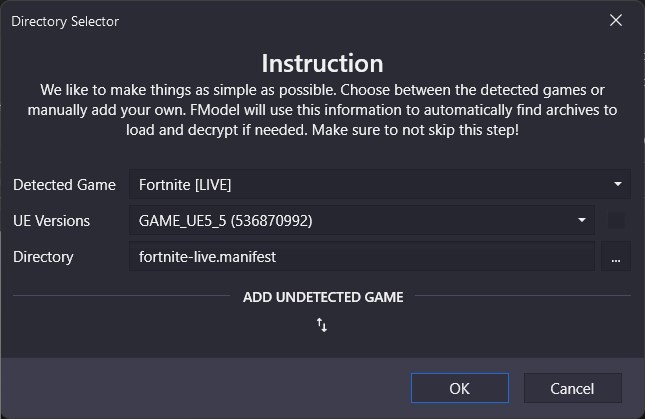 Directory Selector
Instruction
We like to make things as simple as possible. Choose between the detected games or
manually add your own. FModel will use this information to automatically find archives to
load and decrypt if needed. Make sure to not skip this step!
Detected Game Fortnite [LIVE]
UE Versions GAME_UE5_5 (536870992)
Directory fortnite-live.manifest ...
ADD UNDETECTED GAME
OK Cancel